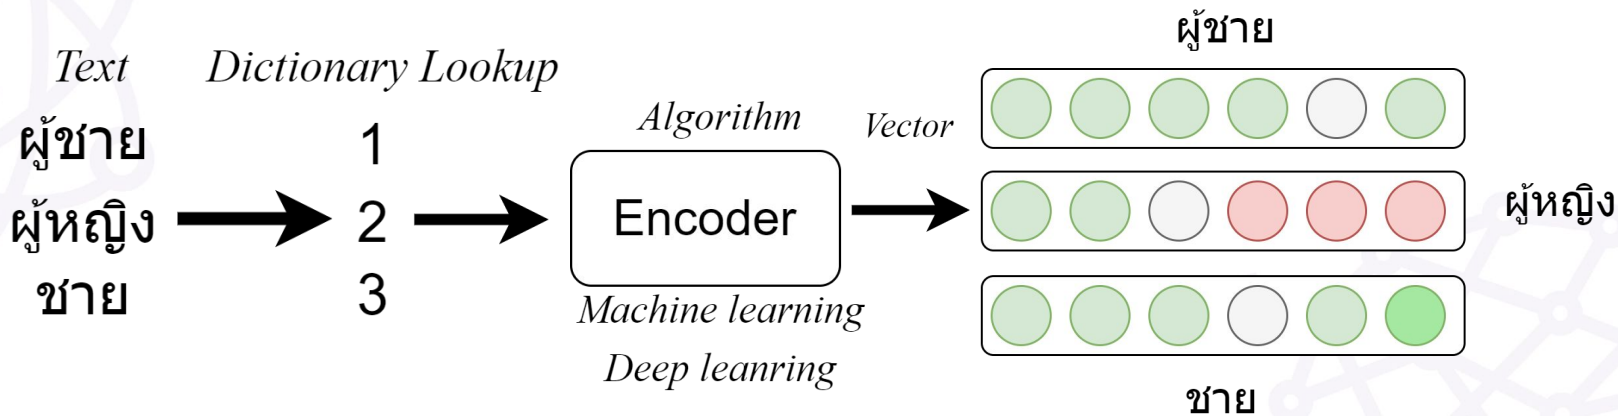 Text
ผู้ชาย
ผู้หญิง
ชาย
Dictionary Lookup
1
2
3
Algorithm
Encoder
Machine learning
Deep leanring
Vector
ผู้ชาย
ผู้หญิง
ชาย